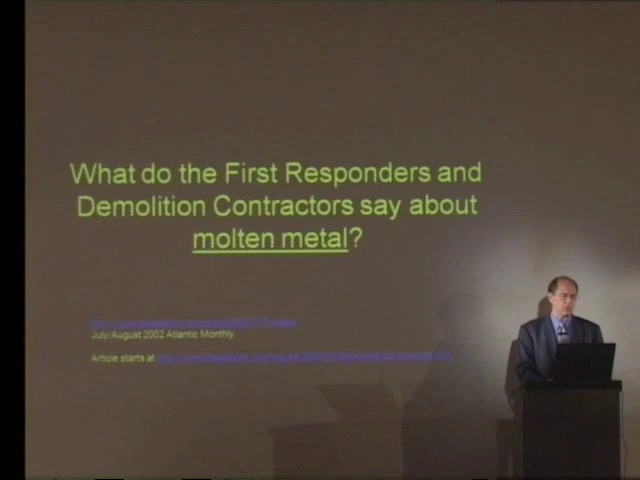 What do the First Responders and
Demolition Contractors say about
molten metal?
July/August 2002 Atlantic Monthly
Article starts at